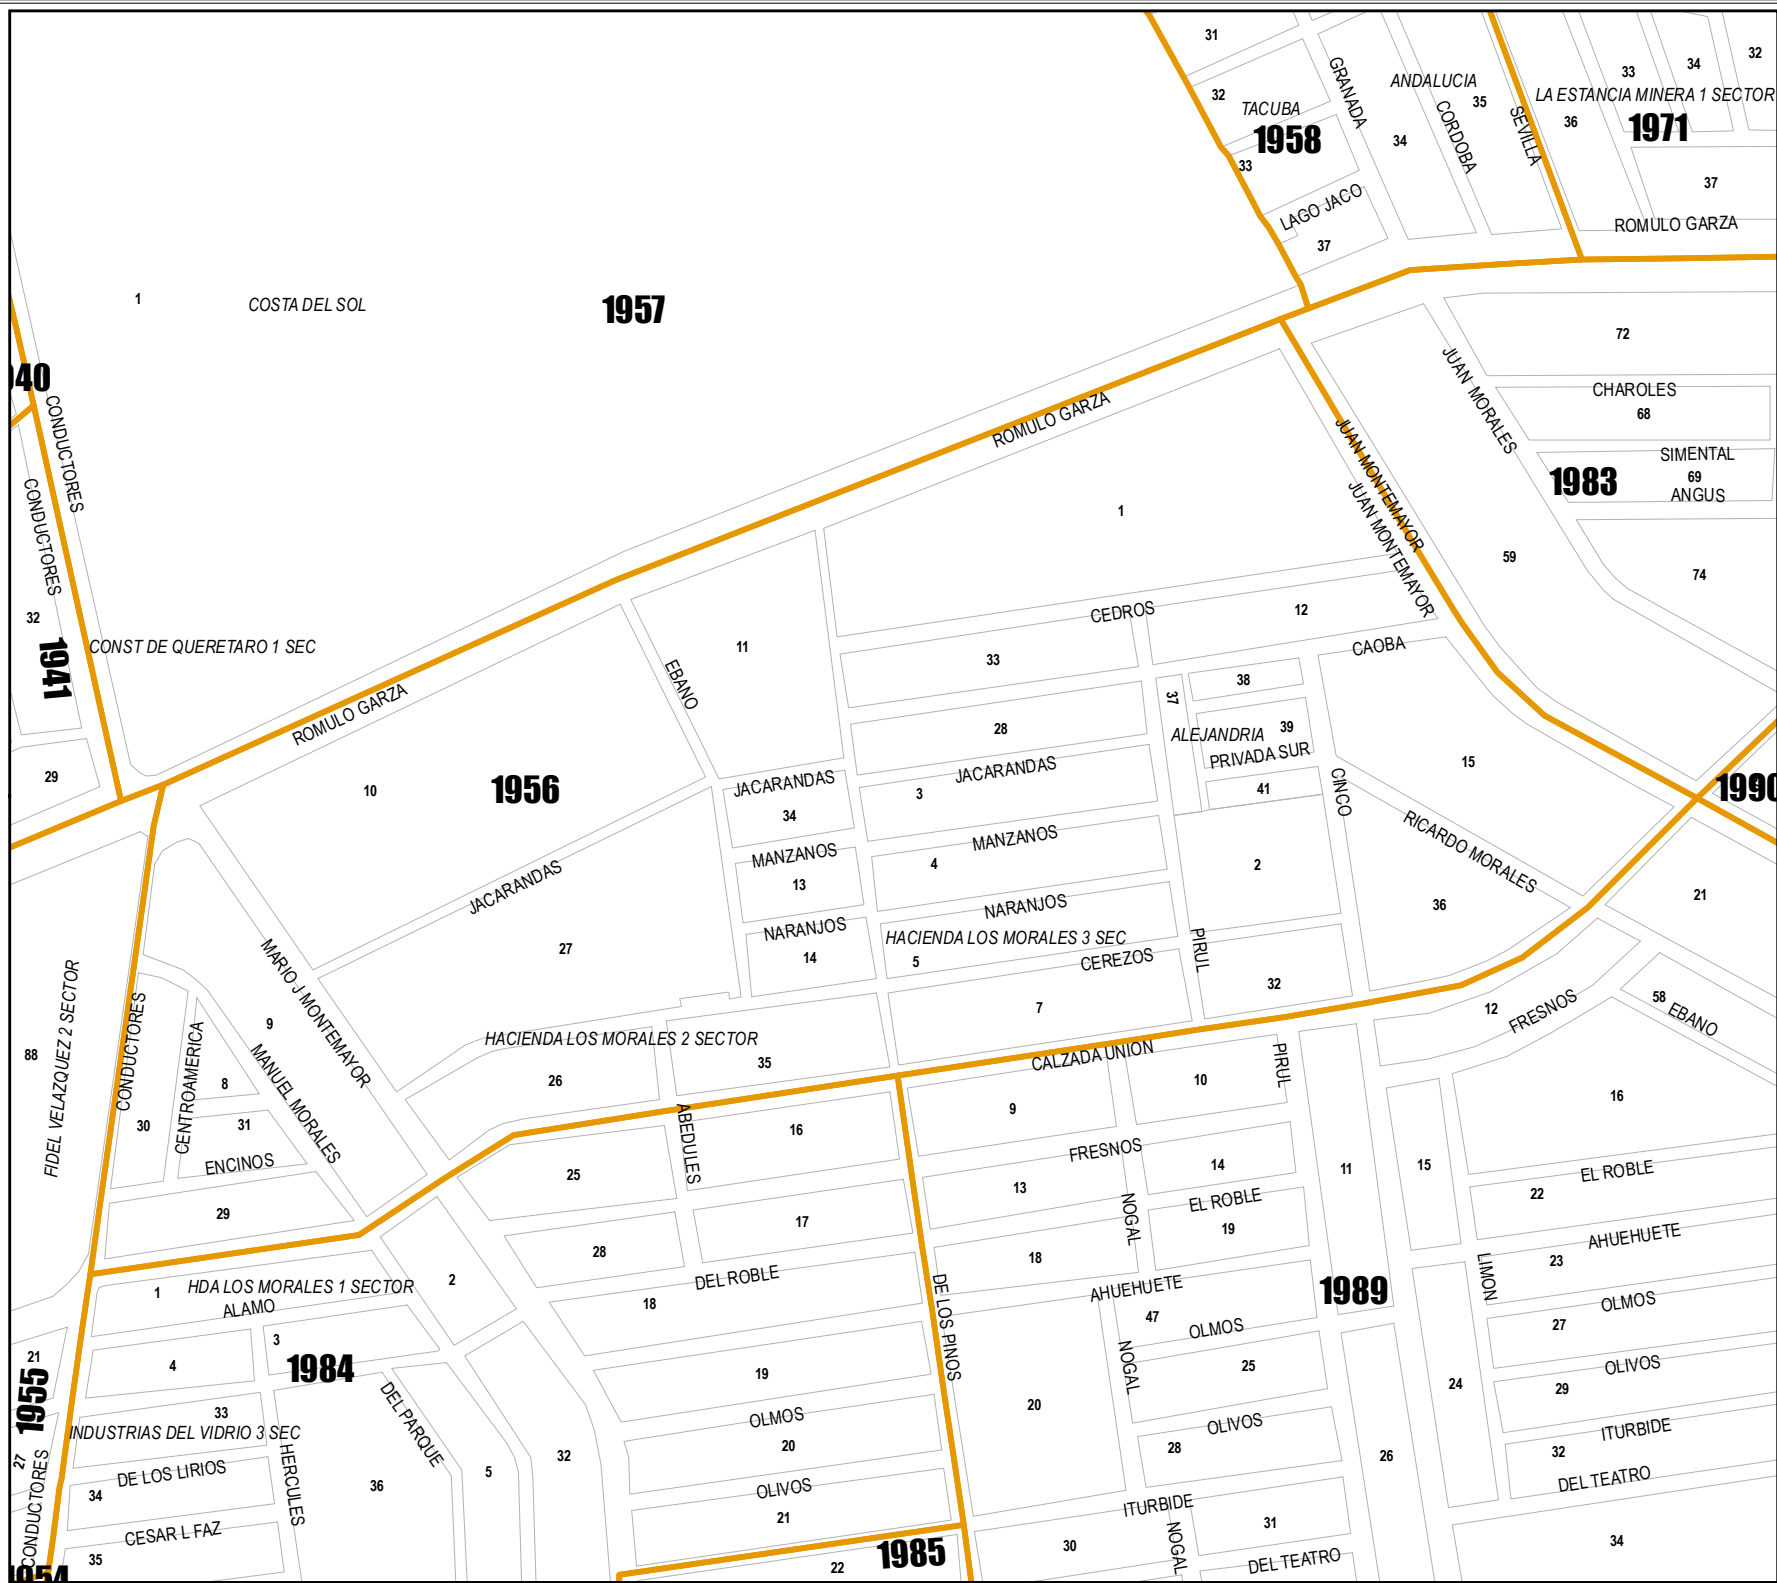 31
32
TACUBA
1958
33
GRANADA
ANDALUCIA
34
CORDOBA
35
SEVILLA
LAGO JACO
37
33
34
32
LA ESTANCIA MINERA 1 SECTOR
36
1971
37
ROMULO GARZA
1
COSTA DEL SOL
1957
CONDUCTORES
CONDUCTORES
32
1941
CONST DE QUERETARO 1 SEC
29
ROMULO GARZA
ROMULO GARZA
72
JUAN MORALES
CHAROLES
68
SIMENTAL
69
ANGUS
1983
74
59
JUAN MONTEMAYOR
JUAN MONTEMAYOR
1
CEDROS
12
CAOBA
11
EBANO
33
38
37
28
39
ALEJANDRIA
PRIVADA SUR
41
15
1990
10
1956
JACARANDAS
3
JACARANDAS
34
CINCO
RICARDO MORALES
MANZANOS
MANZANOS
4
13
2
36
21
JACARANDAS
NARANJOS
NARANJOS
27
14
HACIENDA LOS MORALES 3 SEC
5
CEREZOS
PIRUL
32
7
12
FRESNOS
58
EBANO
MARIO J MONTEMAYOR
FIDEL VELAZQUEZ 2 SECTOR
88
CONDUCTORES
CENTROAMERICA
9
MANUEL MORALES
8
30
31
ENCINOS
29
HACIENDA LOS MORALES 2 SECTOR
35
26
CALZADA UNION
PIRUL
10
9
16
ABEDULES
16
25
FRESNOS
14
13
11
15
EL ROBLE
22
EL ROBLE
NOGAL
19
17
28
18
AHUEHUETE
23
LIMON
DEL ROBLE
DE LOS PINOS
AHUEHUETE
1989
OLMOS
47
OLMOS
27
1
HDA LOS MORALES 1 SECTOR
2
ALAMO
3
18
4
1984
21
1955
19
NOGAL
25
OLIVOS
29
24
20
33
INDUSTRIAS DEL VIDRIO 3 SEC
DEL PARQUE
OLMOS
20
32
OLIVOS
28
26
ITURBIDE
32
DEL TEATRO
27
CONDUCTORES
DE LOS LIRIOS
34
HERCULES
36
5
OLIVOS
21
ITURBIDE
NOGAL
31
CESAR L FAZ
35
1985
22
30
DEL TEATRO
34